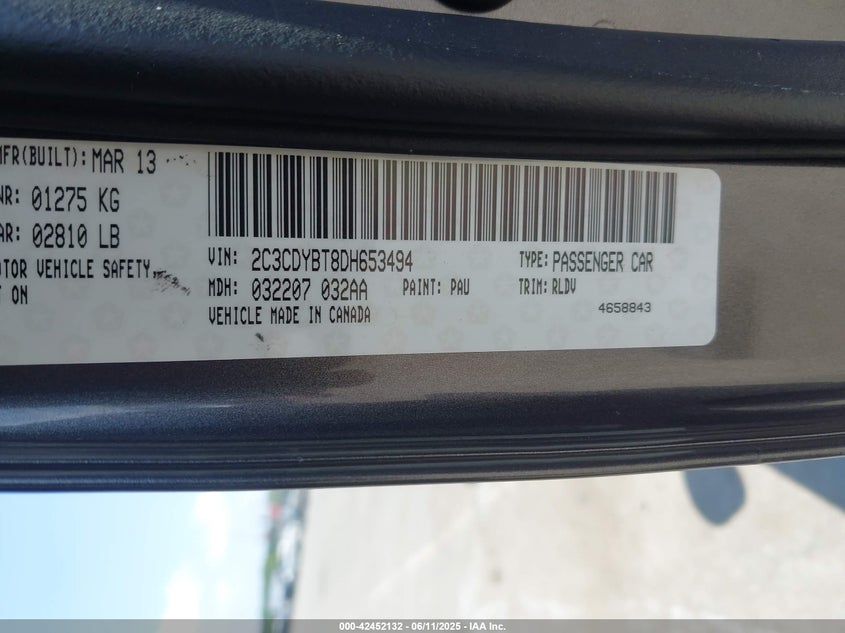 MFR(BUILT): MAR 13
WR: 01275 KG
AR: 02810 LB
OTOR VEHICLE SAFETY
T ON
VIN: 2C3CDYBT8DH653494
TYPE: PASSENGER CAR
MDH: 032207 032AA
PAINT: PAU
TRIM: RLDV
VEHICLE MADE IN CANADA
4658843
000-42452132 - 06/11/2025 - IAA Inc.